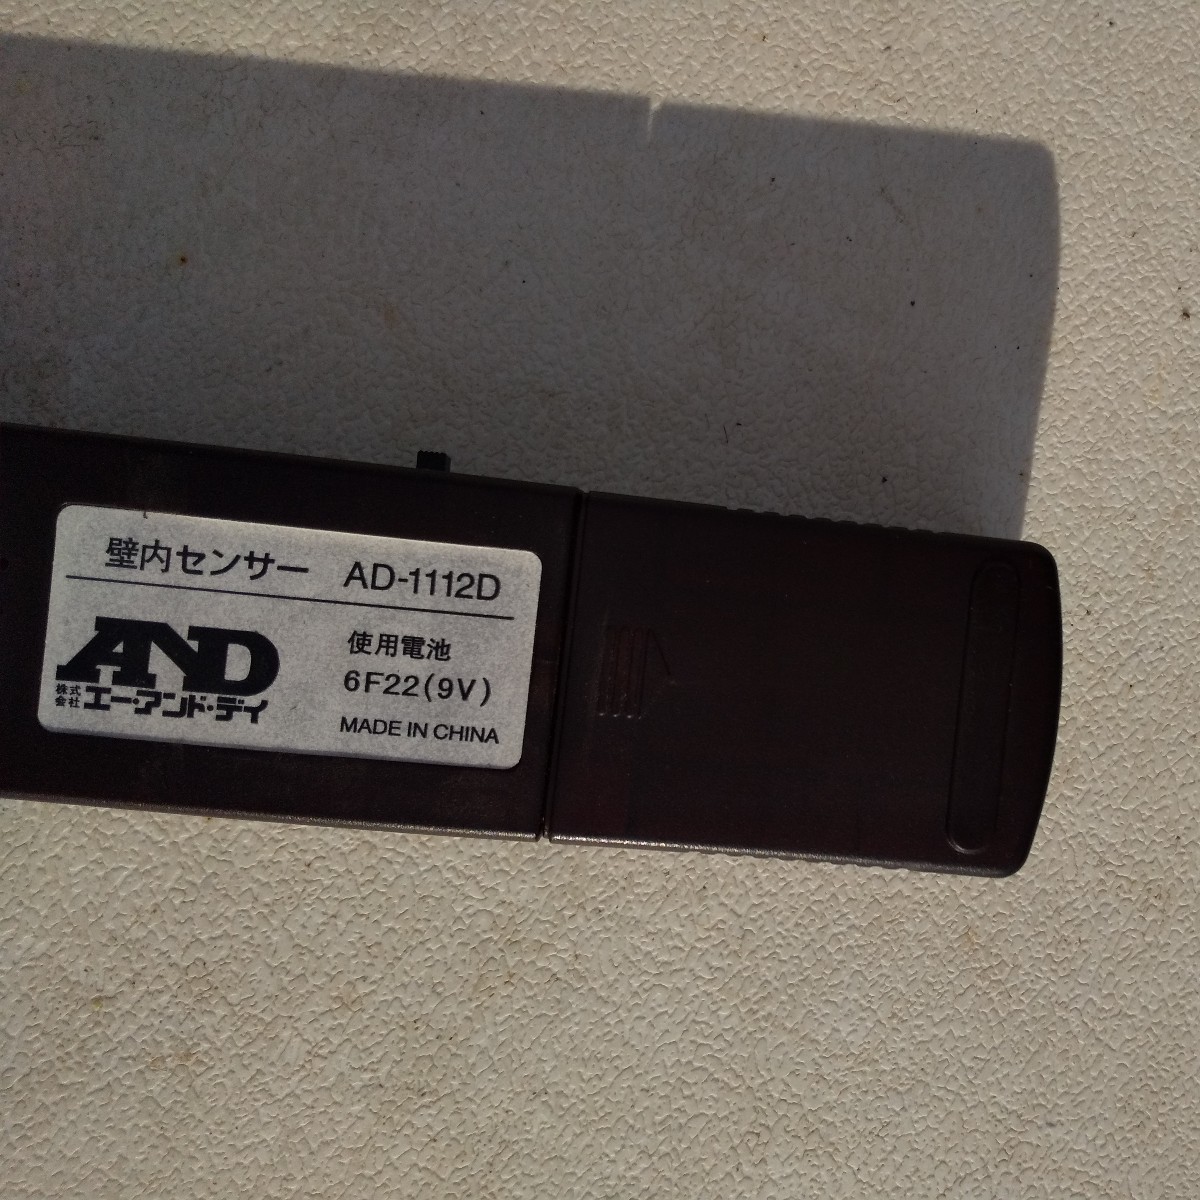 壁内センサー AD-1112D
AND
株式会社 エー・アンド・デイ
使用電池
6F22(9V)
MADE IN CHINA